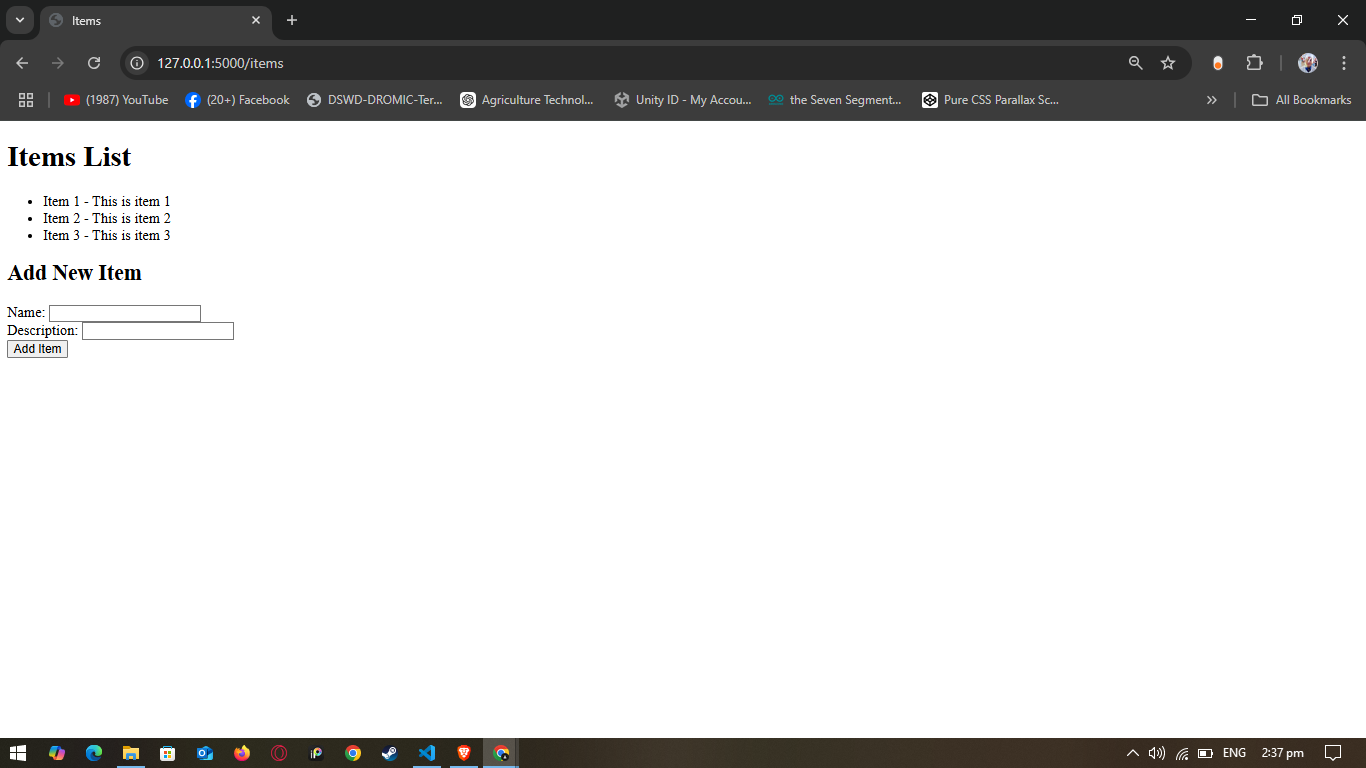 Items
127.0.0.1:5000/items
(1987) YouTube
(20+) Facebook
DSWD-DROMIC-Ter...
Agriculture Technol...
Unity ID - My Accou...
the Seven Segment...
Pure CSS Parallax Sc...
All Bookmarks
Items List
Item 1 - This is item 1
Item 2 - This is item 2
Item 3 - This is item 3
Add New Item
Name:
Description:
Add Item
ENG
2:37 pm